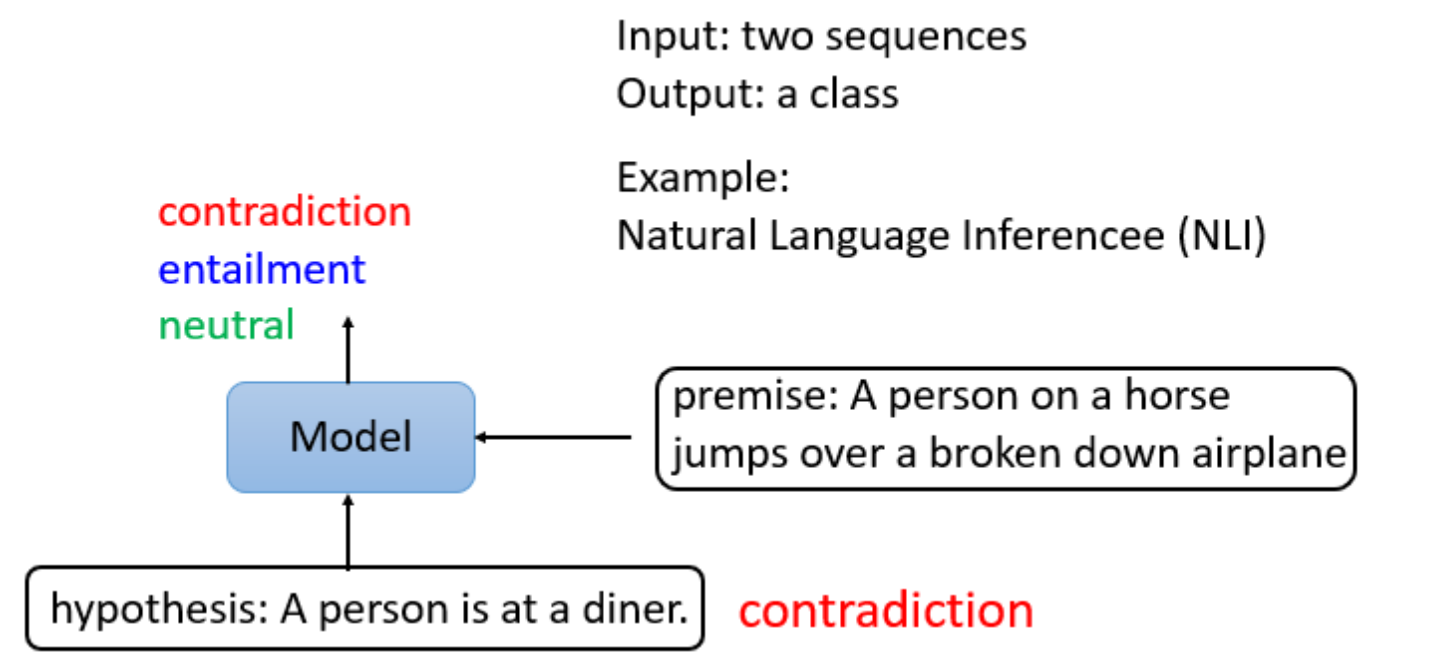 Input: two sequences
Output: a class
Example:
Natural Language Inferencee (NLI)
contradiction
entailment
neutral
Model
premise: A person on a horse
jumps over a broken down airplane
hypothesis: A person is at a diner.
contradiction